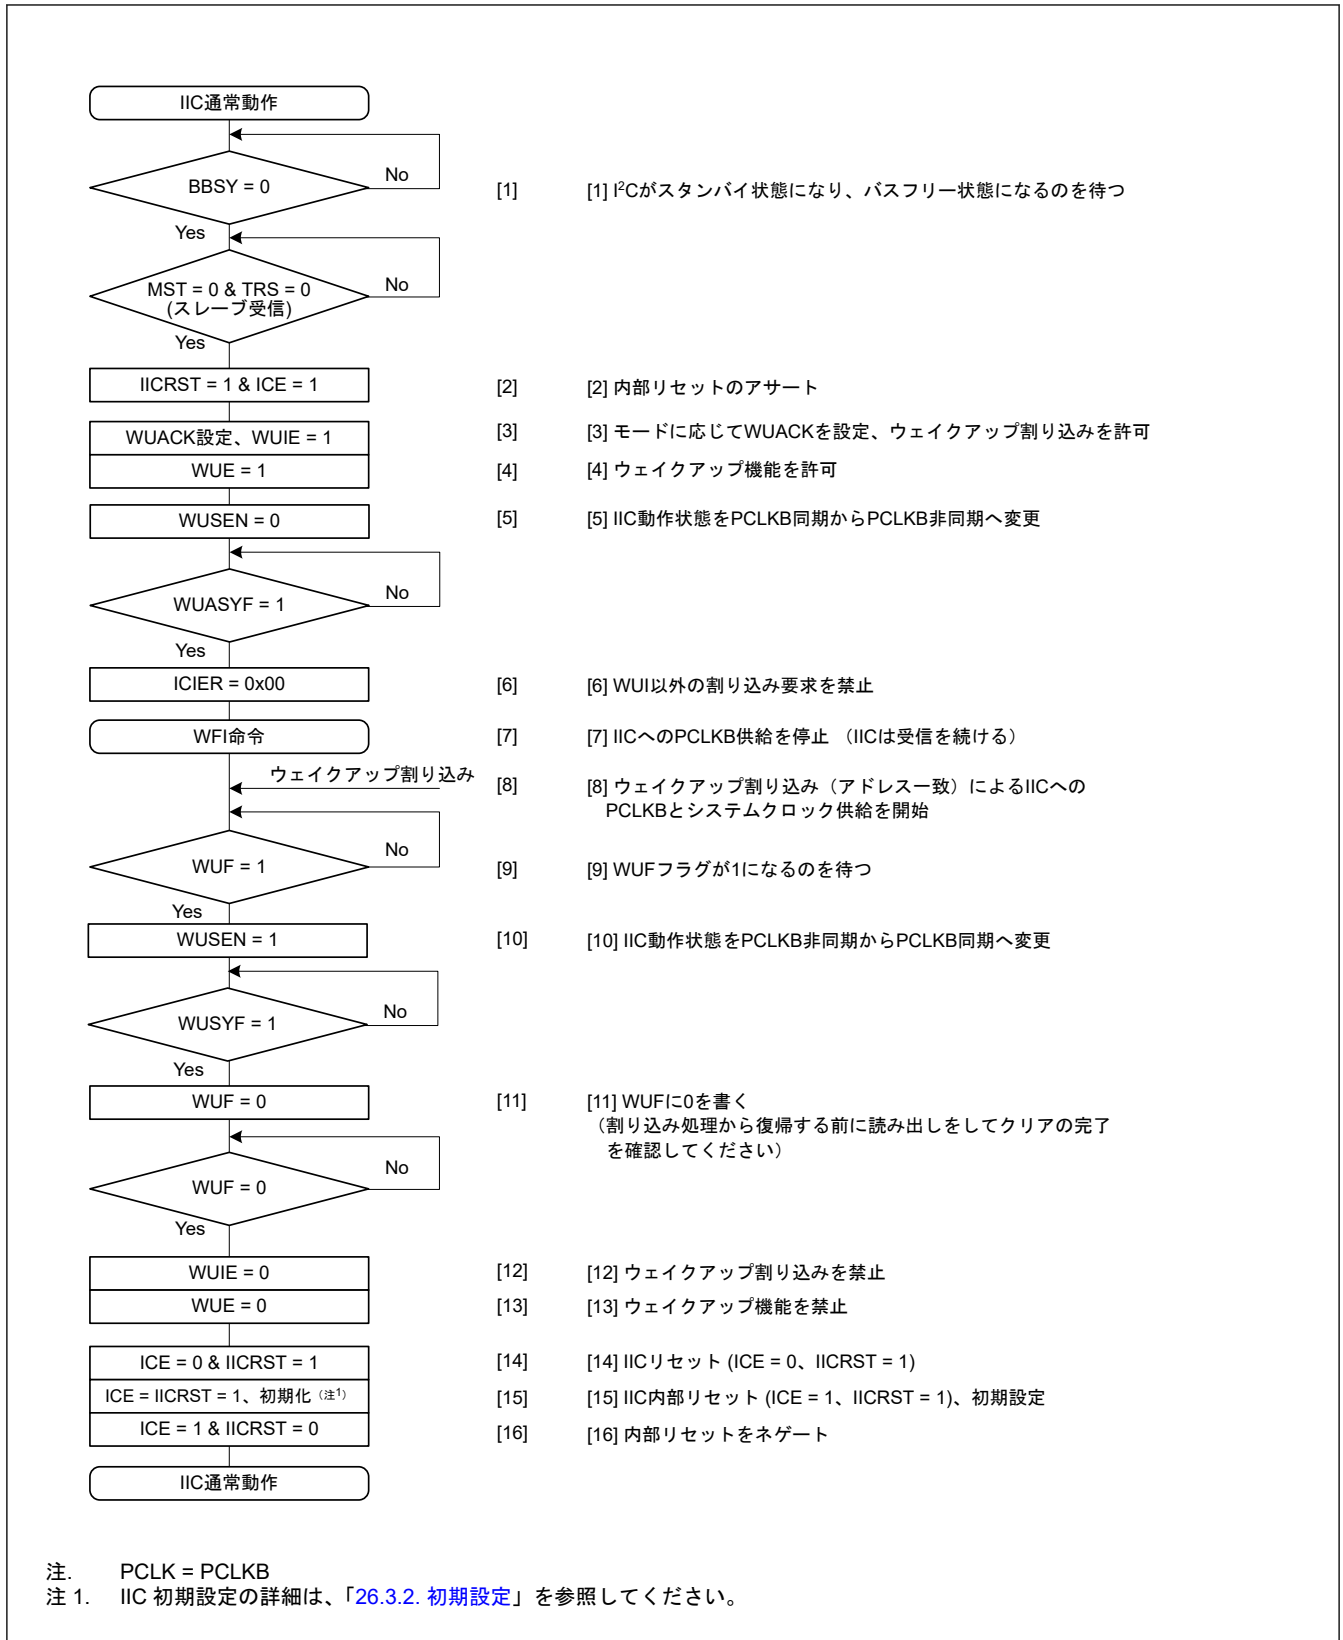 IIC通常動作
BBSY = 0
No
[1]
[1] I²Cがスタンバイ状態になり、バスフリー状態になるのを待つ
Yes
MST = 0 & TRS = 0
(スレーブ受信)
No
Yes
IICRST = 1 & ICE = 1
[2]
[2] 内部リセットのアサート
WUACK設定、WUIE = 1
[3]
[3] モードに応じてWUACKを設定、ウェイクアップ割り込みを許可
WUE = 1
[4]
[4] ウェイクアップ機能を許可
WUSEN = 0
[5]
[5] IIC動作状態をPCLKB同期からPCLKB非同期へ変更
WUASYF = 1
No
Yes
ICIER = 0x00
[6]
[6] WUI以外の割り込み要求を禁止
WFI命令
[7]
[7] IICへのPCLKB供給を停止 （IICは受信を続ける）
ウェイクアップ割り込み
[8]
[8] ウェイクアップ割り込み（アドレス一致）によるIICへの
PCLKBとシステムクロック供給を開始
WUF = 1
No
[9]
[9] WUFフラグが1になるのを待つ
Yes
WUSEN = 1
[10]
[10] IIC動作状態をPCLKB非同期からPCLKB同期へ変更
WUSYF = 1
No
Yes
WUF = 0
[11]
[11] WUFに0を書く
（割り込み処理から復帰する前に読み出しをしてクリアの完了
を確認してください）
WUF = 0
No
Yes
WUIE = 0
[12]
[12] ウェイクアップ割り込みを禁止
WUE = 0
[13]
[13] ウェイクアップ機能を禁止
ICE = 0 & IICRST = 1
[14]
[14] IICリセット (ICE = 0、IICRST = 1)
ICE = IICRST = 1、初期化（注1）
[15]
[15] IIC内部リセット (ICE = 1、IICRST = 1)、初期設定
ICE = 1 & IICRST = 0
[16]
[16] 内部リセットをネゲート
IIC通常動作
注. PCLK = PCLKB
注 1. IIC 初期設定の詳細は、「26.3.2. 初期設定」を参照してください。